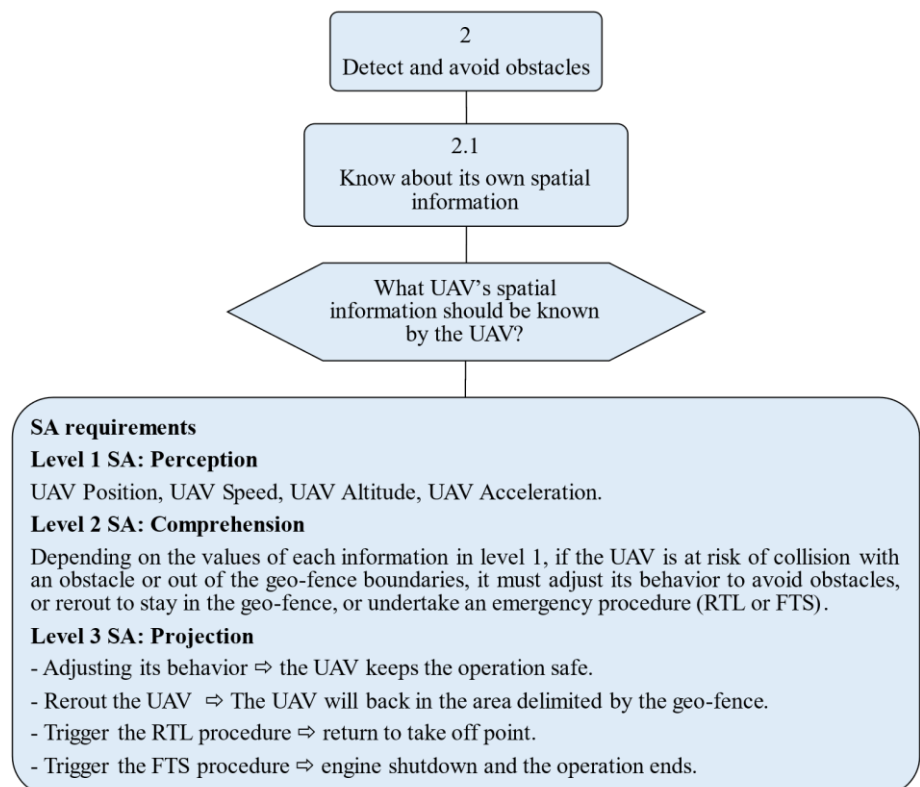 2
Detect and avoid obstacles
2.1
Know about its own spatial
information
What UAV’s spatial
information should be known
by the UAV?
SA requirements
Level 1 SA: Perception
UAV Position, UAV Speed, UAV Altitude, UAV Acceleration.
Level 2 SA: Comprehension
Depending on the values of each information in level 1, if the UAV is at risk of collision with
an obstacle or out of the geo-fence boundaries, it must adjust its behavior to avoid obstacles,
or rerout to stay in the geo-fence, or undertake an emergency procedure (RTL or FTS).
Level 3 SA: Projection
- Adjusting its behavior ⇨ the UAV keeps the operation safe.
- Rerout the UAV ⇨ The UAV will back in the area delimited by the geo-fence.
- Trigger the RTL procedure ⇨ return to take off point.
- Trigger the FTS procedure ⇨ engine shutdown and the operation ends.